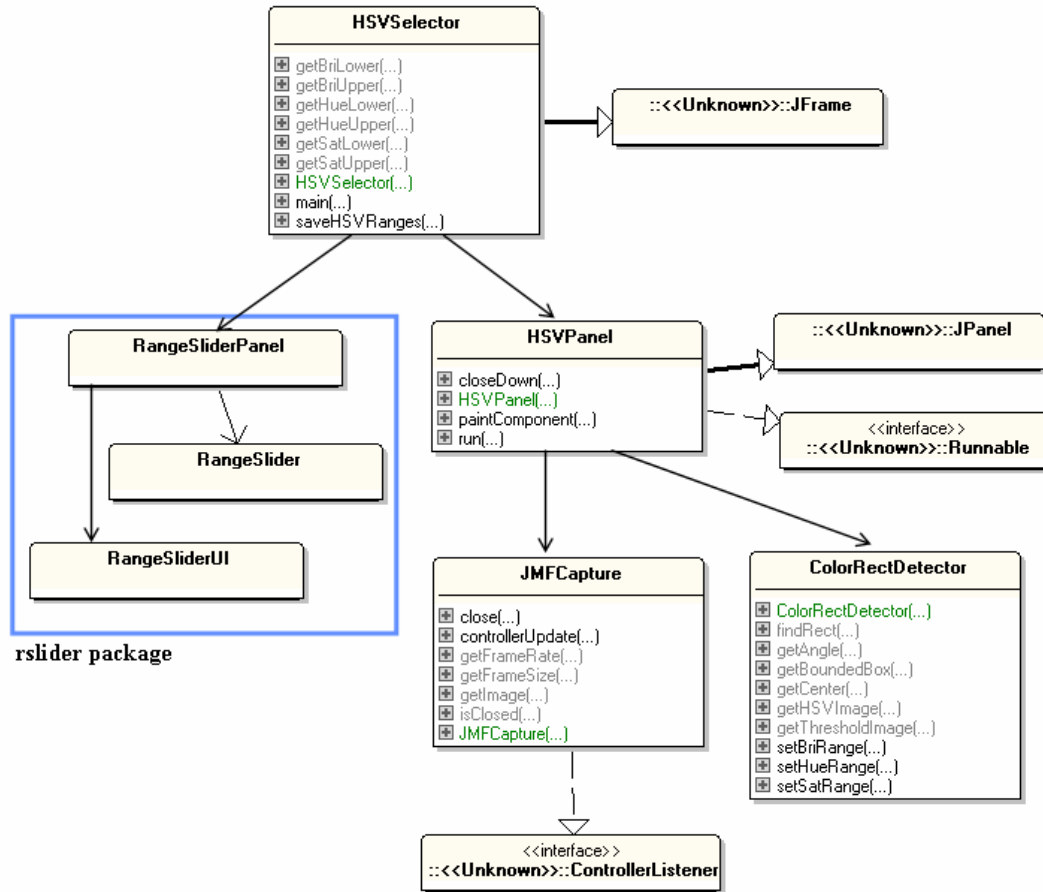 HSVSelector
getBriLower(...)
getBriUpper(...)
getHueLower(...)
getHueUpper(...)
getSatLower(...)
getSatUpper(...)
HSVSelector(...)
main(...)
saveHSVRanges(...)
::<<Unknown>>::JFrame
RangeSliderPanel
RangeSlider
RangeSliderUI
rslider package
HSVPanel
closeDown(...)
HSVPanel(...)
paintComponent(...)
run(...)
::<<Unknown>>::JPanel
<<interface>>
::<<Unknown>>::Runnable
JMFCapture
close(...)
controllerUpdate(...)
getFrameRate(...)
getFrameSize(...)
getImage(...)
isClosed(...)
JMFCapture(...)
ColorRectDetector
ColorRectDetector(...)
findRect(...)
getAngle(...)
getBoundedBox(...)
getCenter(...)
getHSVImage(...)
getThresholdImage(...)
setBriRange(...)
setHueRange(...)
setSatRange(...)
<<interface>>
::<<Unknown>>::ControllerListener